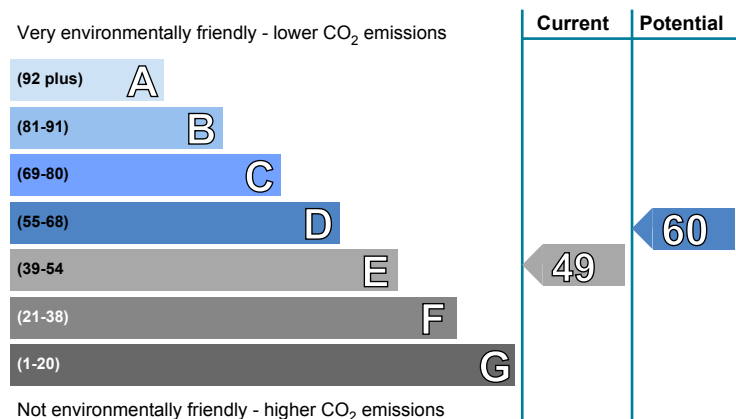 Very environmentally friendly - lower CO2 emissions
Current Potential
(92 plus) A
(81-91) B
(69-80) C
(55-68) D
60
(39-54 E
49
(21-38) F
(1-20) G
Not environmentally friendly - higher CO2 emissions